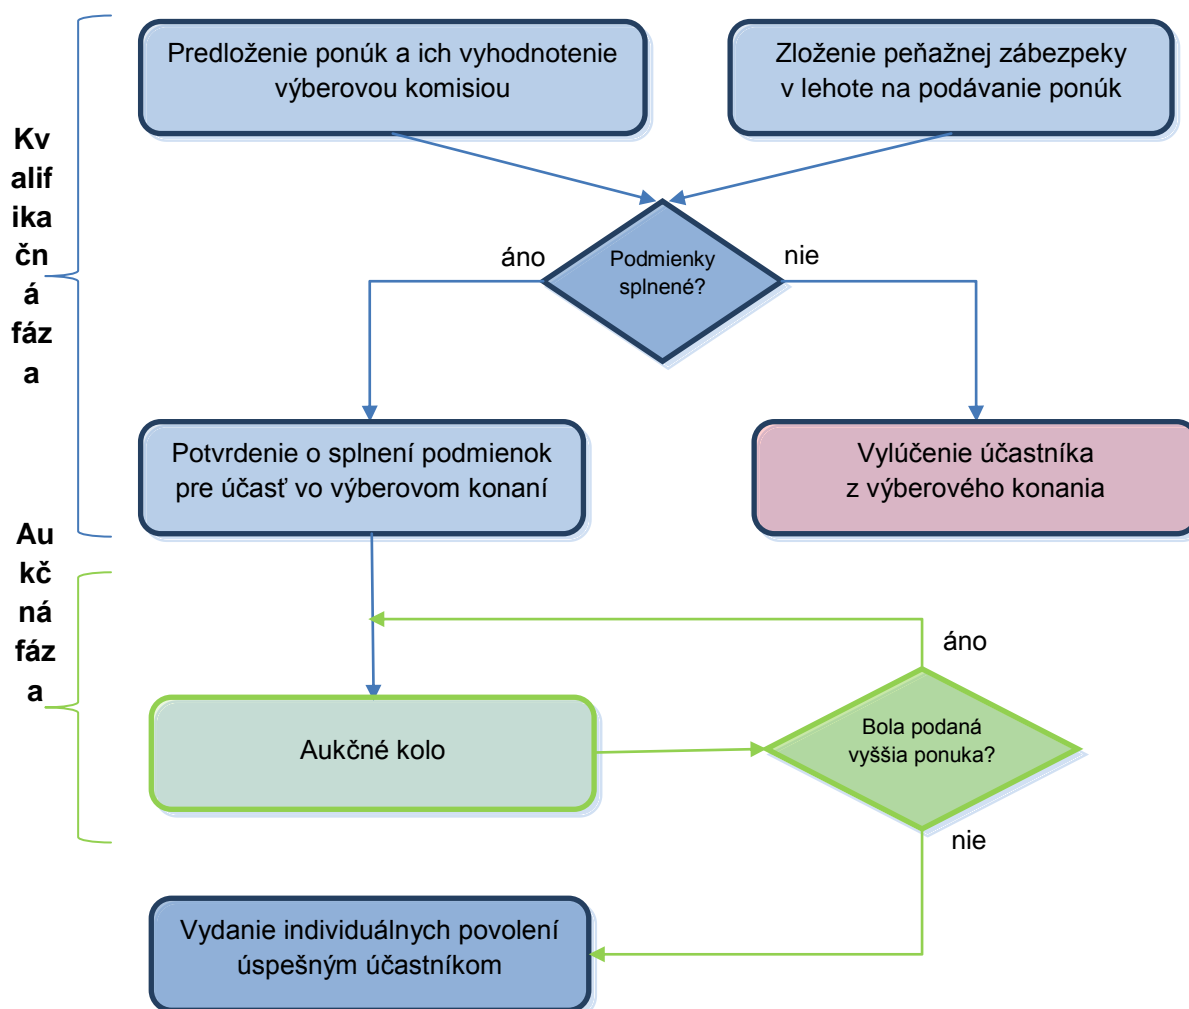 Predloženie ponúk a ich vyhodnotenie
výberovou komisiou
Zloženie peňažnej zábezpeky
v lehote na podávanie ponúk
Kv
alif
ika
čn
á
fáz
a
áno
Podmienky
splnené?
nie
Potvrdenie o splnení podmienok
pre účasť vo výberovom konaní
Vylúčenie účastníka
z výberového konania
Au
kč
ná
fáz
a
áno
Aukčné kolo
Bola podaná
vyššia ponuka?
nie
Vydanie individuálnych povolení
úspešným účastníkom